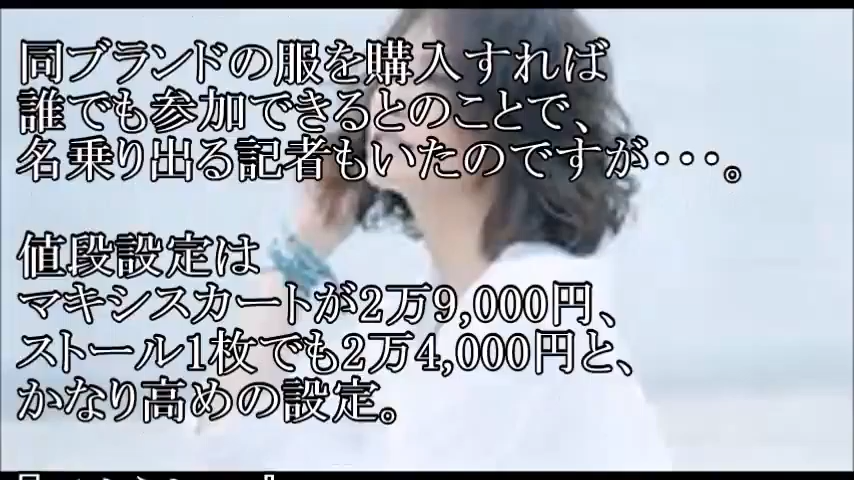 同ブランドの服を購入すれば
誰でも参加できるとのことで、
名乗り出る記者もいたのですが・・・。
値段設定は
マキシスカートが2万9,000円、
ストール1枚でも2万4,000円と、
かなり高めの設定。